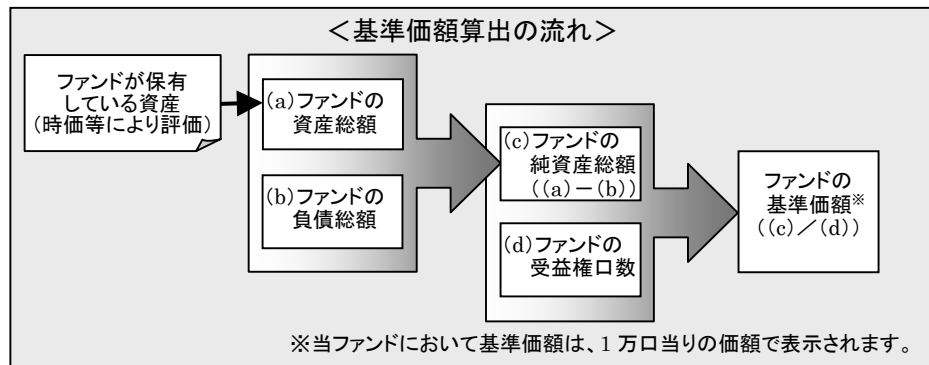 ＜基準価額算出の流れ＞
ファンドが保有
している資産
(時価等により評価)
(a)ファンドの
資産総額
(b)ファンドの
負債総額
(c)ファンドの
純資産総額
((a)－(b))
(d)ファンドの
受益権口数
ファンドの
基準価額※
((c)／(d))
※当ファンドにおいて基準価額は、1 万口当りの価額で表示されます。